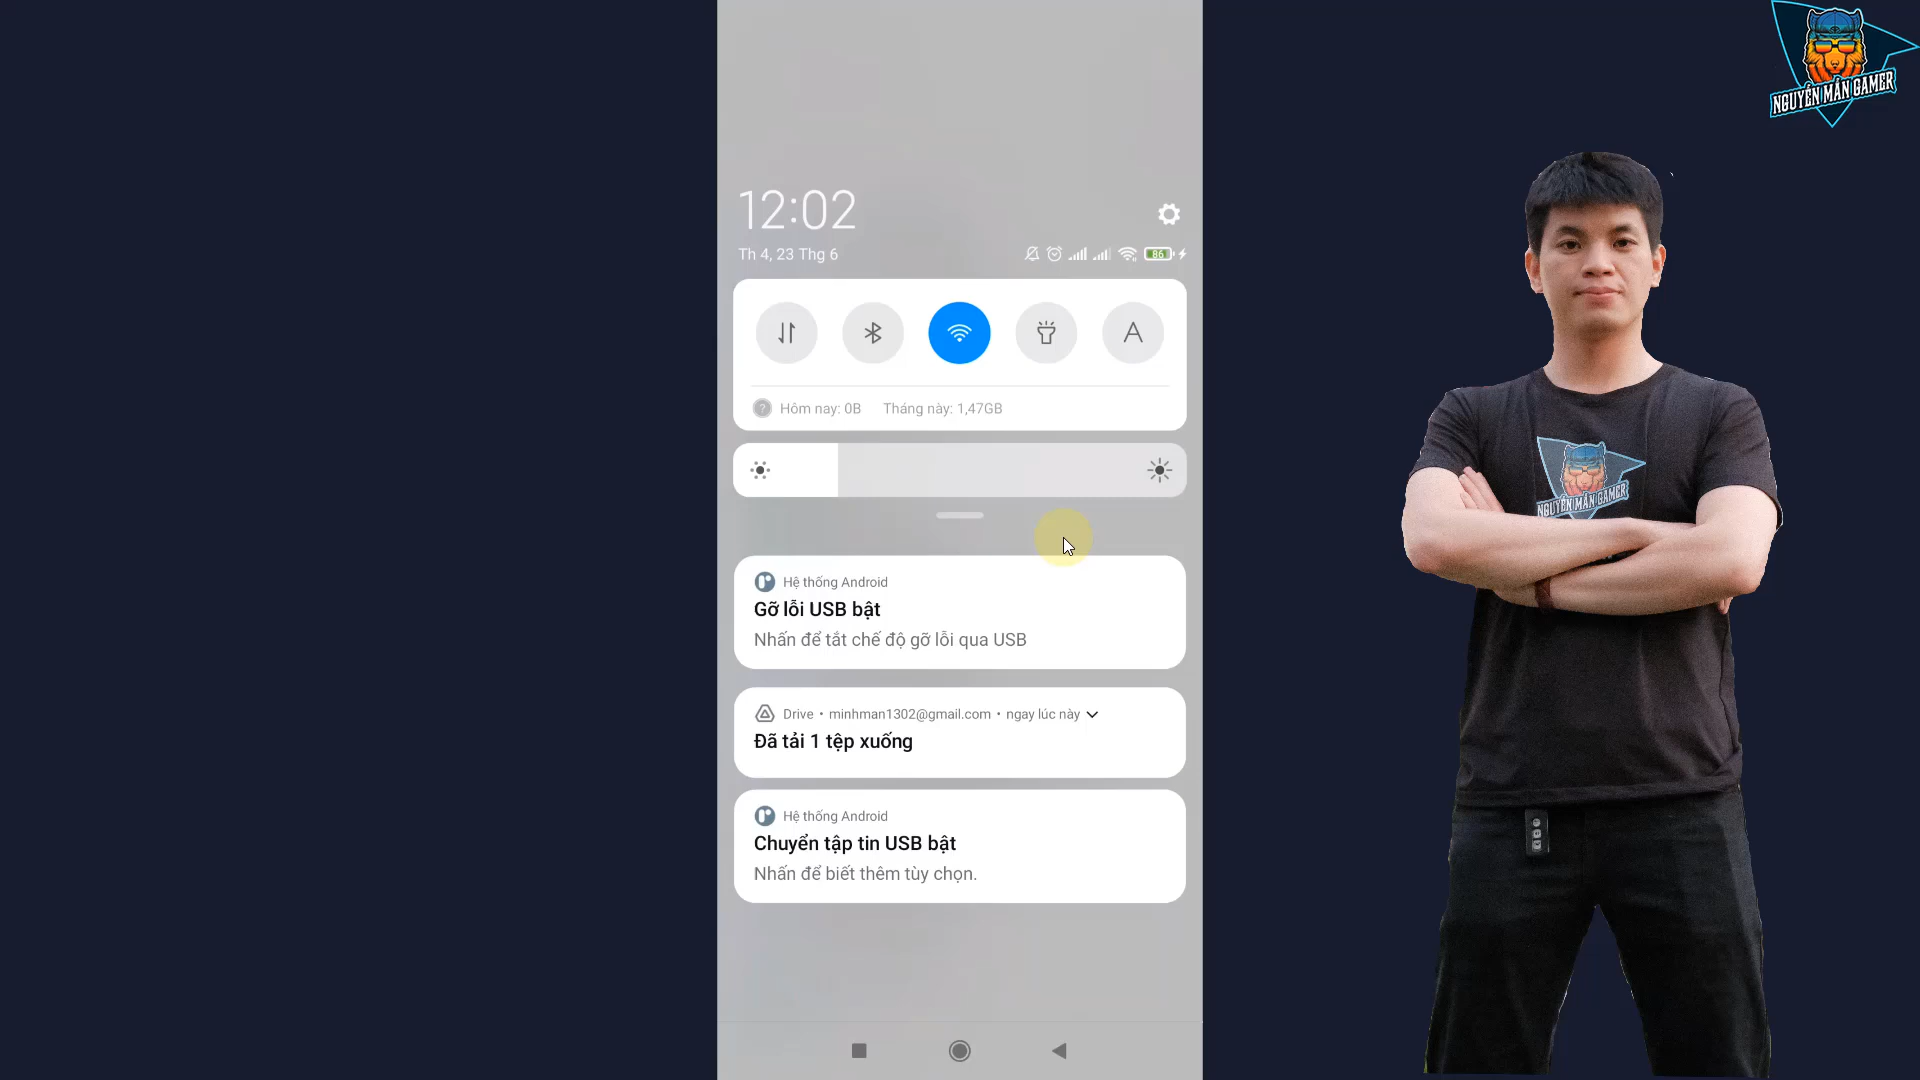 NGUYỄN MẪN GAMER
12:02
Th 4, 23 Thg 6
86
A
Hôm nay: 0B Tháng này: 1,47GB
Hệ thống Android
Gỡ lỗi USB bật
Nhấn để tắt chế độ gỡ lỗi qua USB
Drive • minhman1302@gmail.com • ngay lúc này
Đã tải 1 tệp xuống
Hệ thống Android
Chuyển tập tin USB bật
Nhấn để biết thêm tùy chọn.
NGUYỄN MẪN GAMER